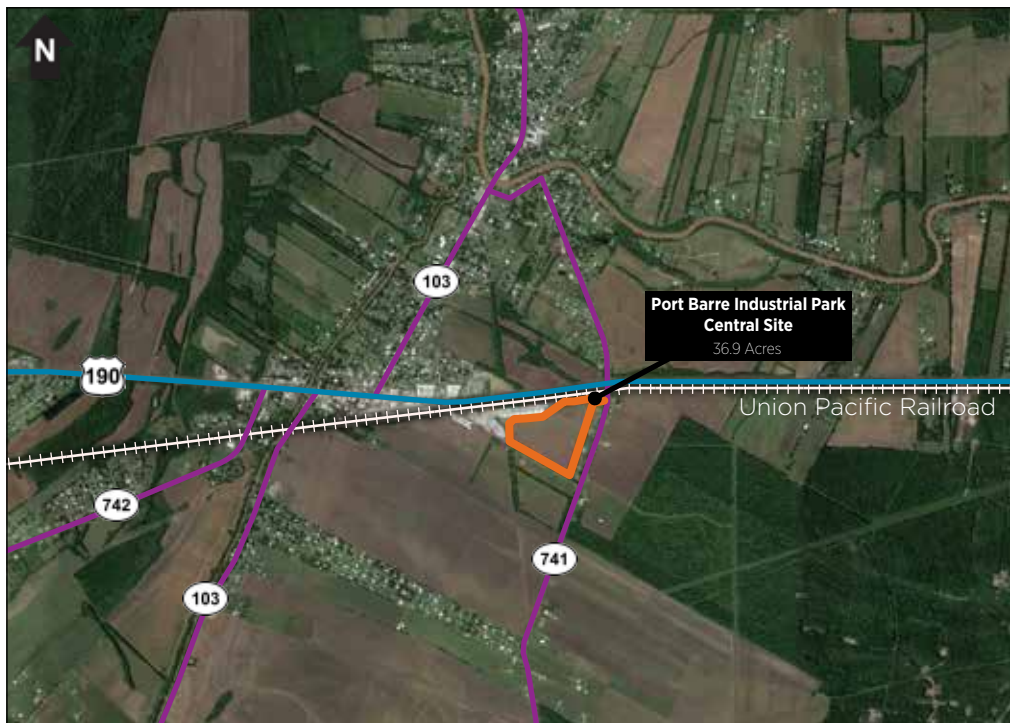 N
103
Port Barre Industrial Park
Central Site
36.9 Acres
190
Union Pacific Railroad
742
741
103